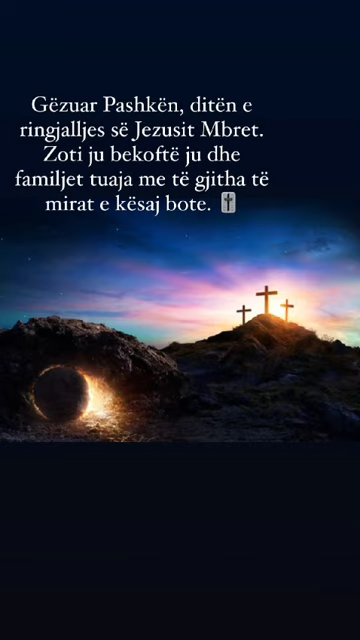 Gëzuar Pashkën, ditën e
ringjalljes së Jezusit Mbret.
Zoti ju bekoftë ju dhe
familjet tuaja me të gjitha të
mirat e kësaj bote. ✝️